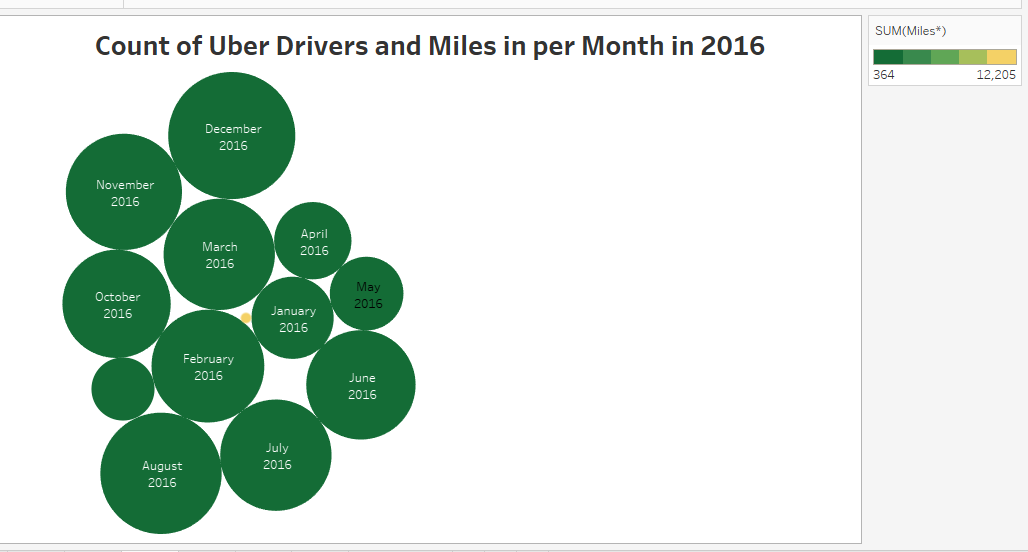 Count of Uber Drivers and Miles in per Month in 2016
SUM(Miles*)
364 12,205
December
2016
November
2016
March
2016
April
2016
May
2016
October
2016
January
2016
February
2016
June
2016
July
2016
August
2016